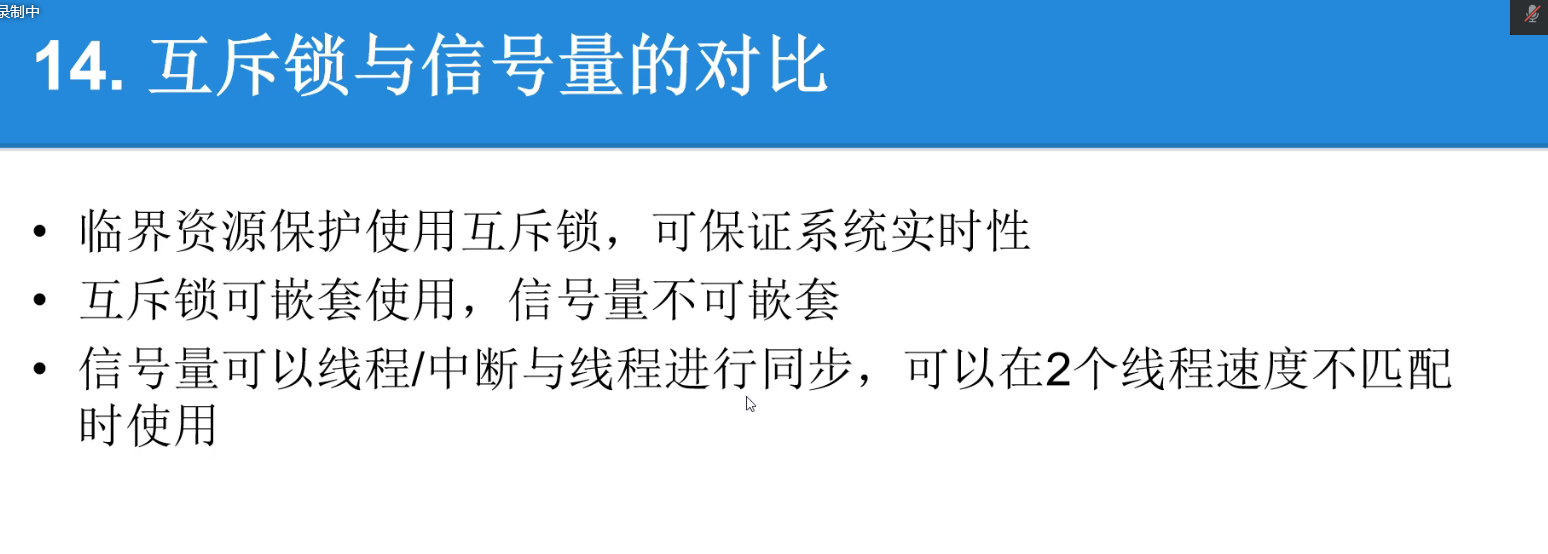 录制中
14. 互斥锁与信号量的对比
• 临界资源保护使用互斥锁，可保证系统实时性
• 互斥锁可嵌套使用，信号量不可嵌套
• 信号量可以线程/中断与线程进行同步，可以在2个线程速度不匹配
时使用